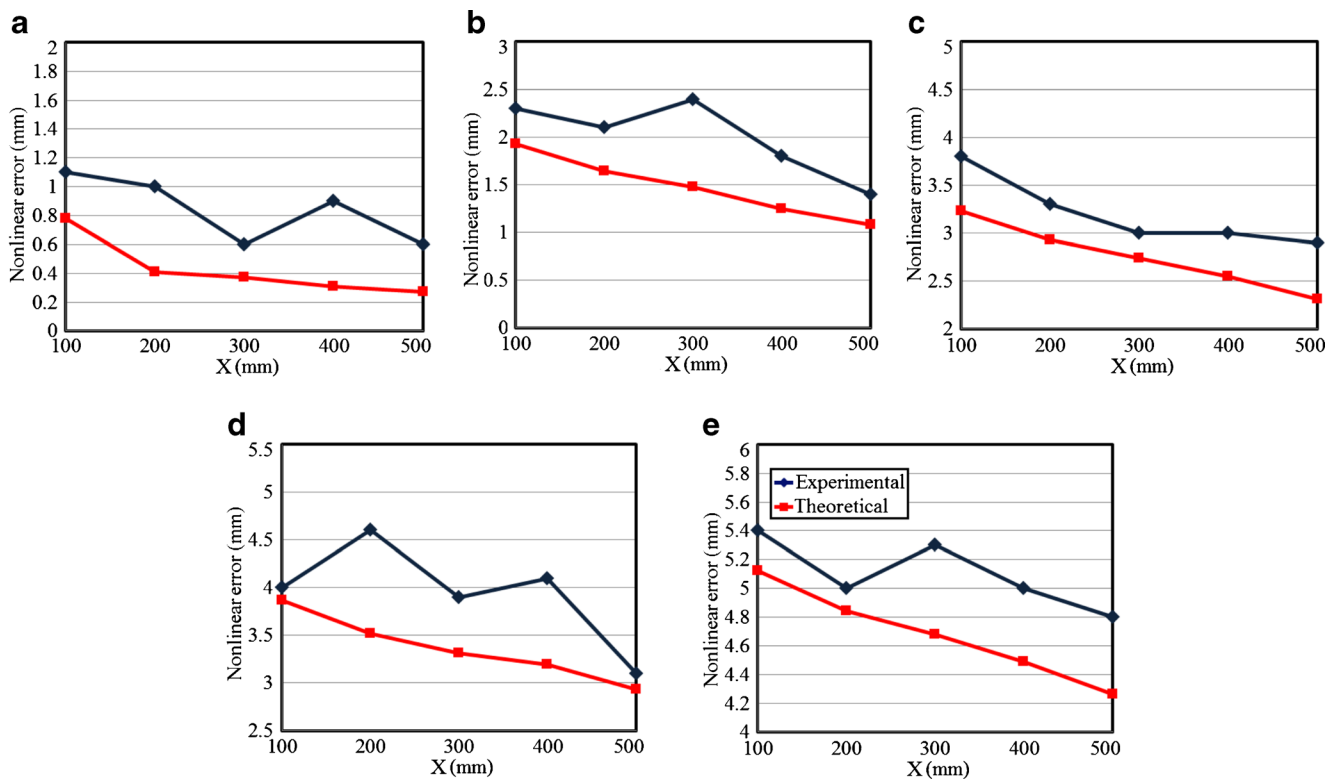 a
2
1.8
1.6
1.4
1.2
1
0.8
0.6
0.4
0.2
0
Nonlinear error (mm)
100 200 300 400 500
X (mm)
b
3
2.5
2
1.5
1
0.5
0
Nonlinear error (mm)
100 200 300 400 500
X (mm)
c
5
4.5
4
3.5
3
2.5
2
Nonlinear error (mm)
100 200 300 400 500
X (mm)
d
5.5
5
4.5
4
3.5
3
2.5
Nonlinear error (mm)
100 200 300 400 500
X (mm)
e
6
5.8
5.6
5.4
5.2
5
4.8
4.6
4.4
4.2
4
Nonlinear error (mm)
Experimental
Theoretical
100 200 300 400 500
X (mm)